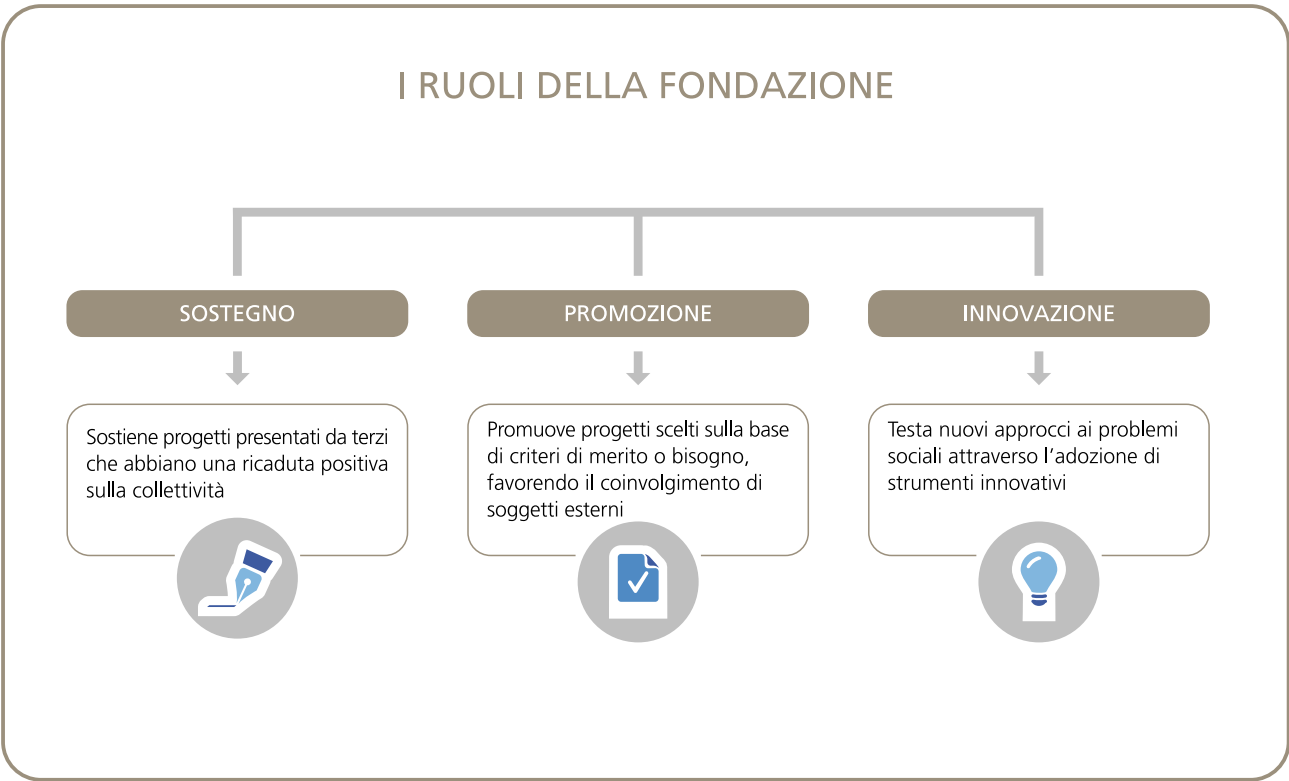 I RUOLI DELLA FONDAZIONE
SOSTEGNO
Sostiene progetti presentati da terzi
che abbiano una ricaduta positiva
sulla collettività
PROMOZIONE
Promuove progetti scelti sulla base
di criteri di merito o bisogno,
favorendo il coinvolgimento di
soggetti esterni
INNOVAZIONE
Testa nuovi approcci ai problemi
sociali attraverso l’adozione di
strumenti innovativi